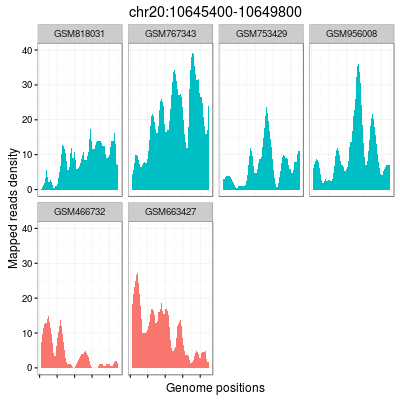 chr20:10645400-10649800
GSM818031 GSM767343 GSM753429 GSM956008
40
30
20
10
0
GSM466732 GSM663427
40
30
20
10
0
Mapped reads density
Genome positions